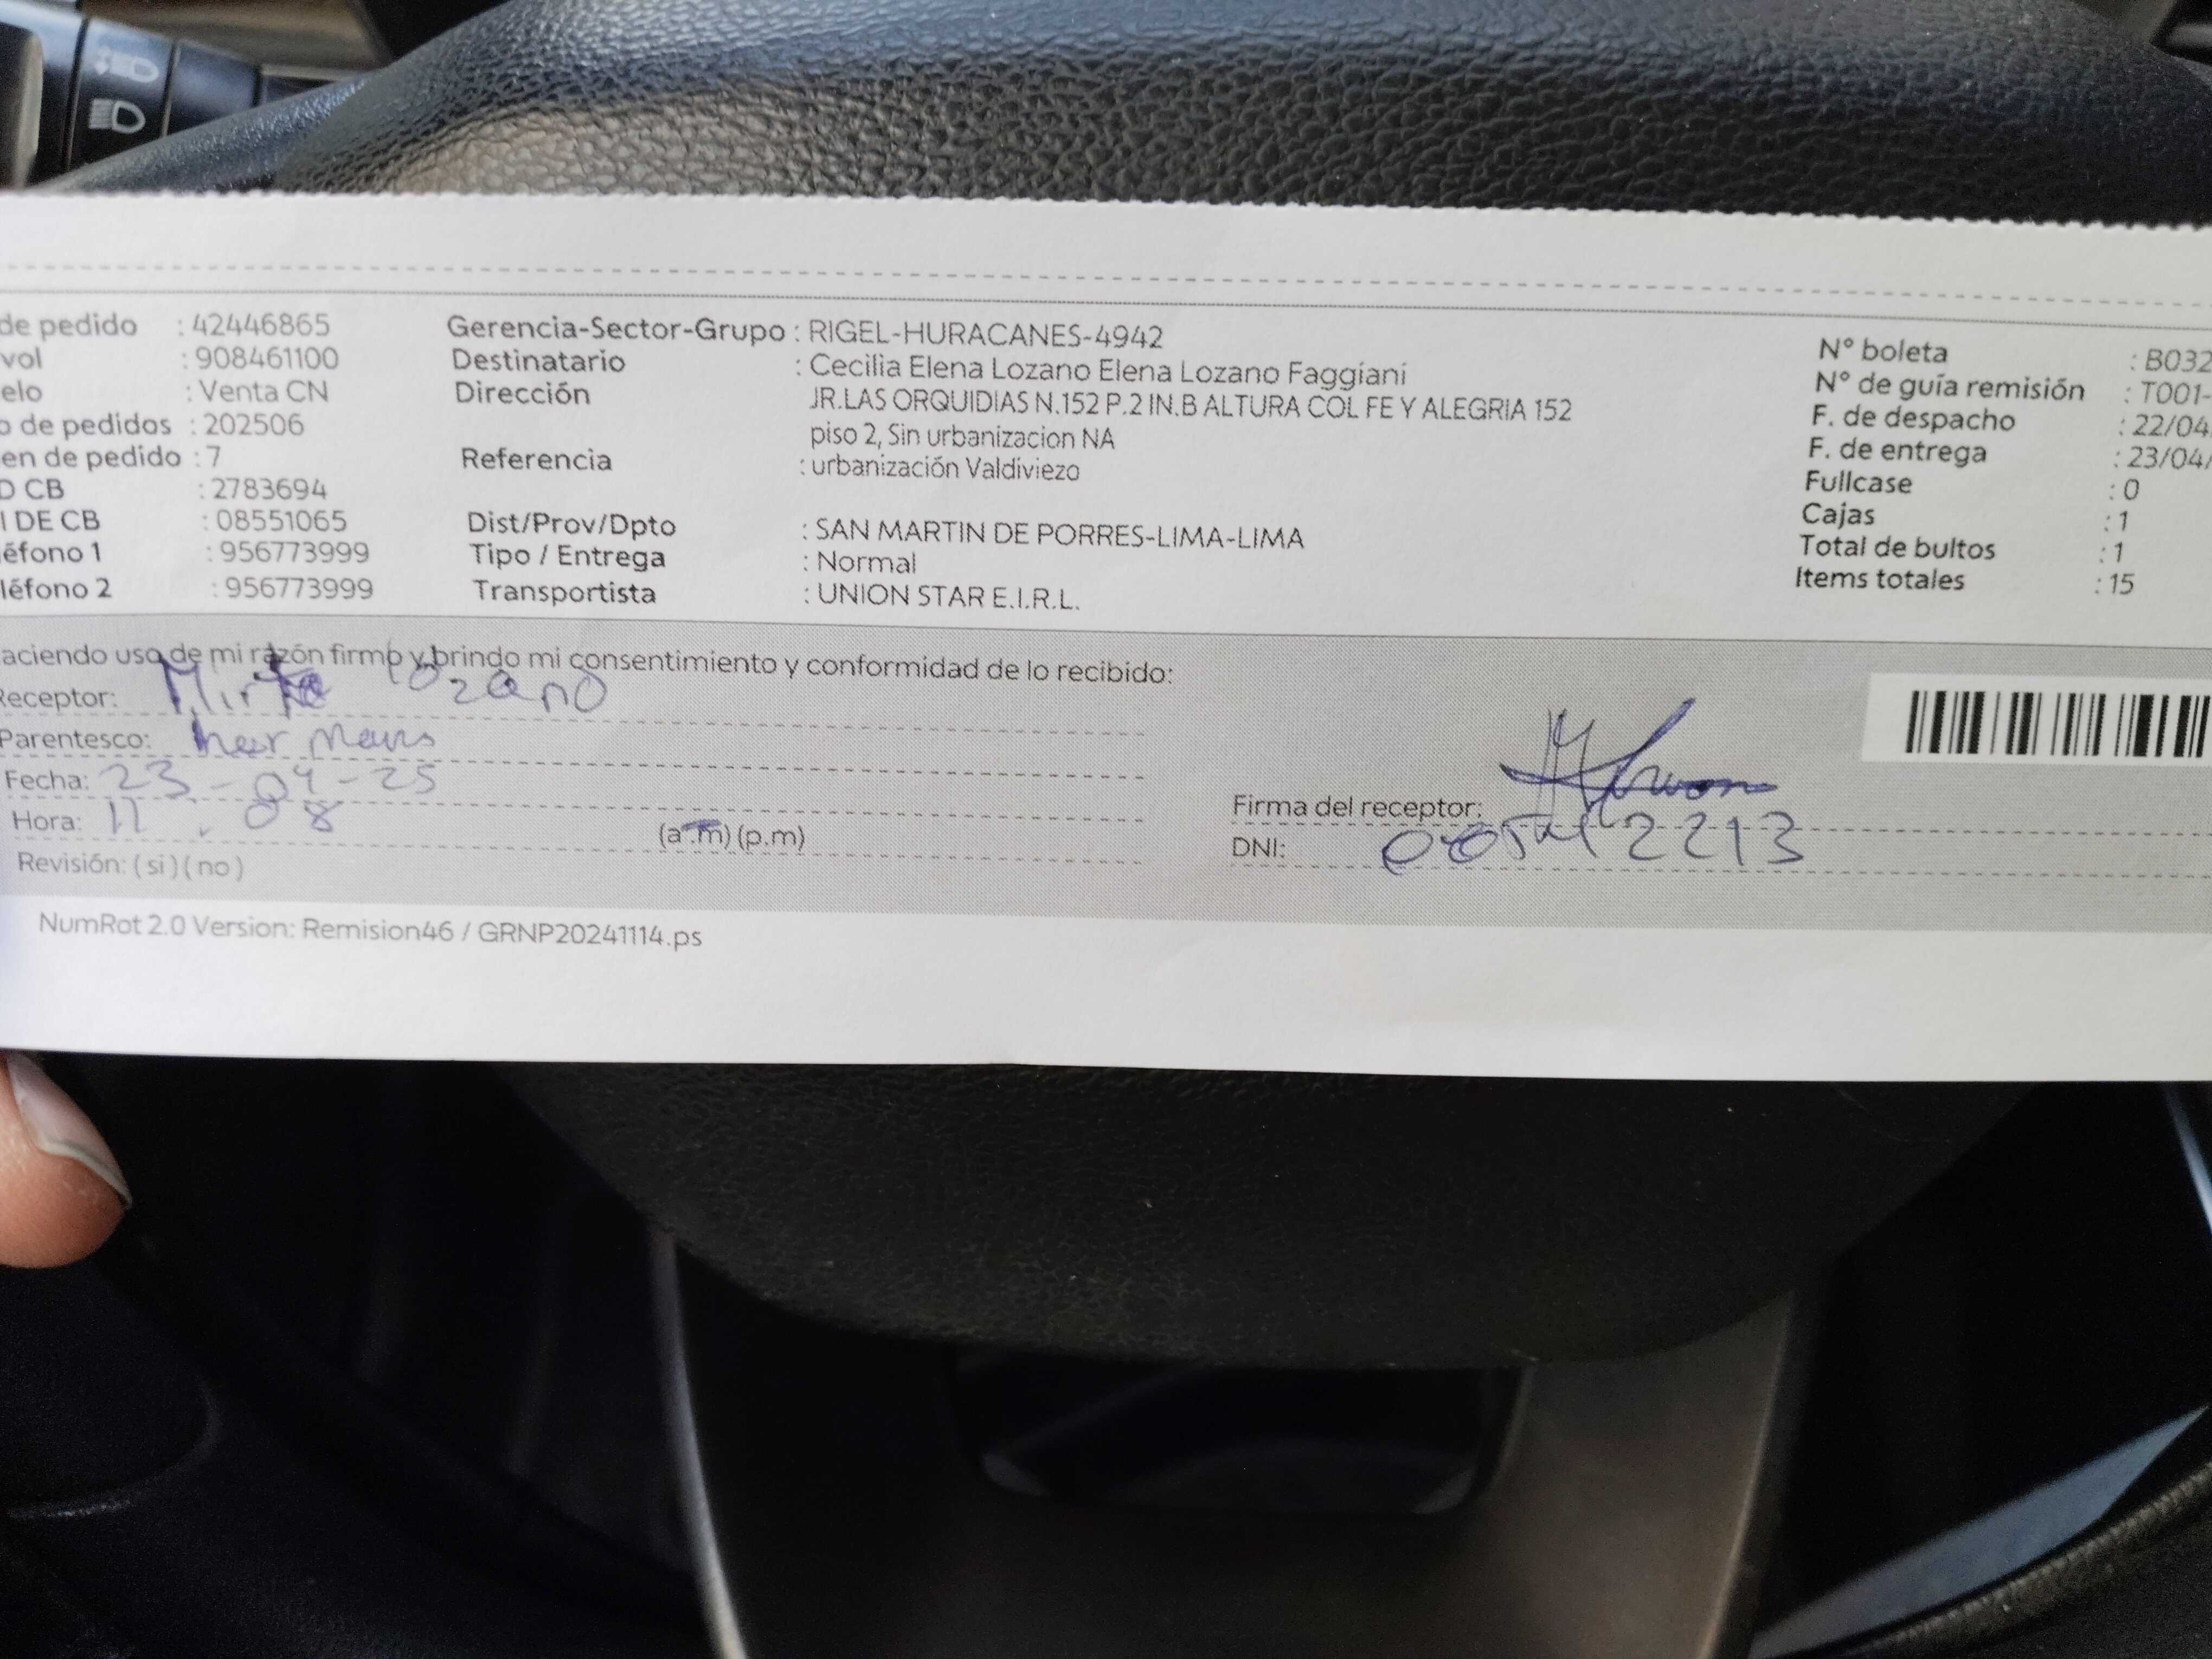 de pedido : 42446865
vol : 908461100
elo : Venta CN
o de pedidos : 202506
en de pedido : 7
D CB : 2783694
I DE CB : 08551065
éfono 1 : 956773999
léfono 2 : 956773999
Gerencia-Sector-Grupo : RIGEL-HURACANES-4942
Destinatario : Cecilia Elena Lozano Elena Lozano Faggiani
Dirección JR.LAS ORQUIDIAS N.152 P.2 IN.B ALTURA COL FE Y ALEGRIA 152
piso 2, Sin urbanizacion NA
Referencia : urbanización Valdiviezo
Dist/Prov/Dpto : SAN MARTIN DE PORRES-LIMA-LIMA
Tipo / Entrega : Normal
Transportista : UNION STAR E.I.R.L.
N° boleta : B032
N° de guía remisión : T001-
F. de despacho : 22/04
F. de entrega : 23/04/
Fullcase : 0
Cajas : 1
Total de bultos : 1
Items totales : 15
aciendo uso de mi razón firmo y brindo mi consentimiento y conformidad de lo recibido:
Receptor: Mirta lozano
Parentesco:
Fecha: 23-04-25
Hora: 11.08 (a.m) (p.m)
Revisión: ( si ) ( no )
Firma del receptor:
DNI:
NumRot 2.0 Version: Remision46 / GRNP20241114.ps